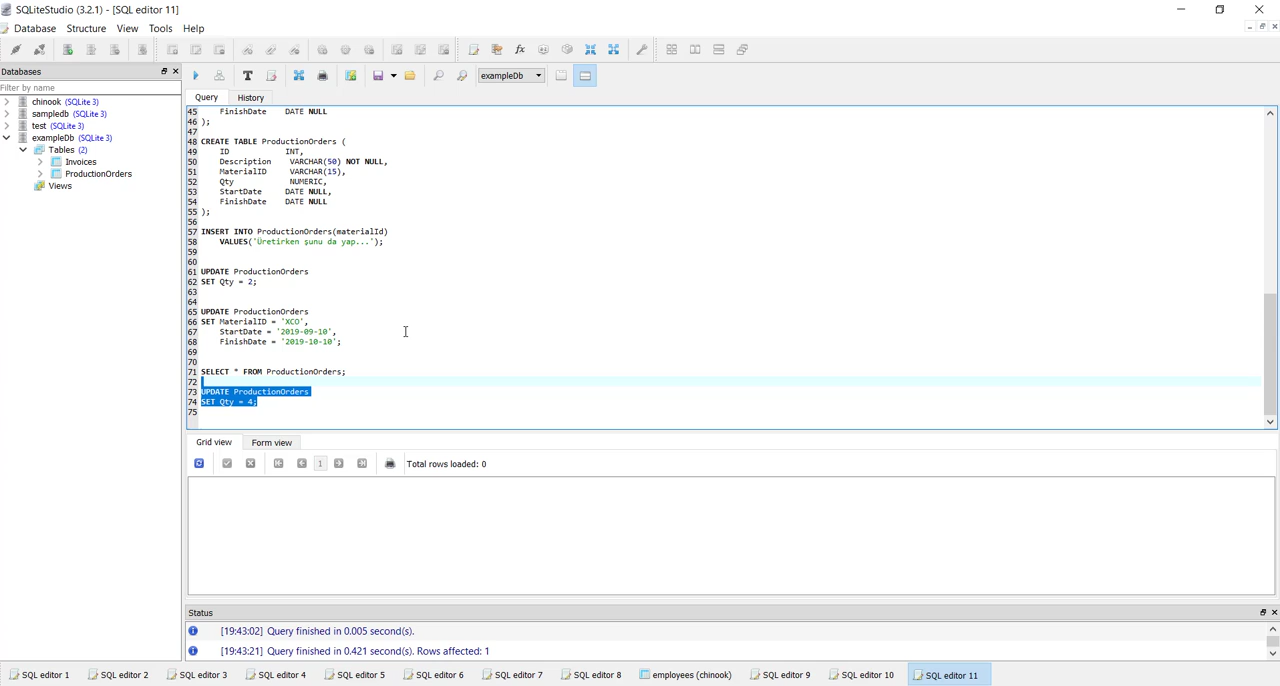 SQLiteStudio (3.2.1) - [SQL editor 11]
Database Structure View Tools Help
Databases
exampleDb
Filter by name
Query History
chinook (SQLite 3)
sampledb (SQLite 3)
test (SQLite 3)
exampleDb (SQLite 3)
Tables (2)
Invoices
ProductionOrders
Views
45 FinishDate DATE NULL
46 );
47
48 CREATE TABLE ProductionOrders (
49 ID INT,
50 Description VARCHAR(50) NOT NULL,
51 MaterialID VARCHAR(15),
52 Qty NUMERIC,
53 StartDate DATE NULL,
54 FinishDate DATE NULL
55 );
56
57 INSERT INTO ProductionOrders(materialId)
58 VALUES('Üretirken şunu da yap...');
59
60
61 UPDATE ProductionOrders
62 SET Qty = 2;
63
64
65 UPDATE ProductionOrders
66 SET MaterialID = 'XCO',
67 StartDate = '2019-09-10',
68 FinishDate = '2019-10-10';
69
70
71 SELECT * FROM ProductionOrders;
72
73 UPDATE ProductionOrders
74 SET Qty = 4;
75
Grid view Form view
1 Total rows loaded: 0
Status
[19:43:02] Query finished in 0.005 second(s).
[19:43:21] Query finished in 0.421 second(s). Rows affected: 1
SQL editor 1 SQL editor 2 SQL editor 3 SQL editor 4 SQL editor 5 SQL editor 6 SQL editor 7 SQL editor 8 employees (chinook) SQL editor 9 SQL editor 10 SQL editor 11